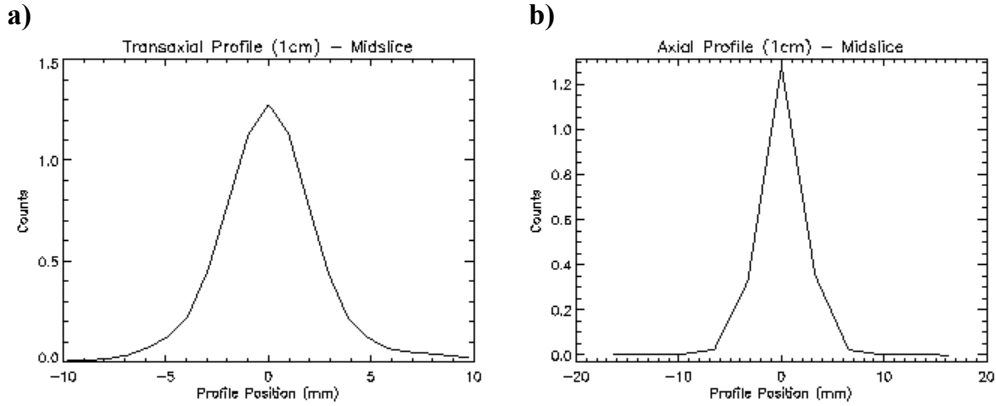 a)
Transaxial Profile (1cm) – Midslice
1.5
1.0
0.5
0.0
Counts
-10
-5
0
5
10
Profile Position (mm)
b)
Axial Profile (1cm) – Midslice
1.2
1.0
0.8
0.6
0.4
0.2
0.0
Counts
-20
-10
0
10
20
Profile Position (mm)